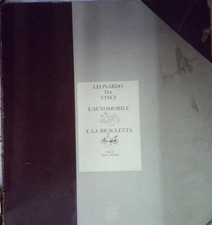 LEONARDO
DA
VINCI
L'AUTOMOBILE
E LA BICICLETTA